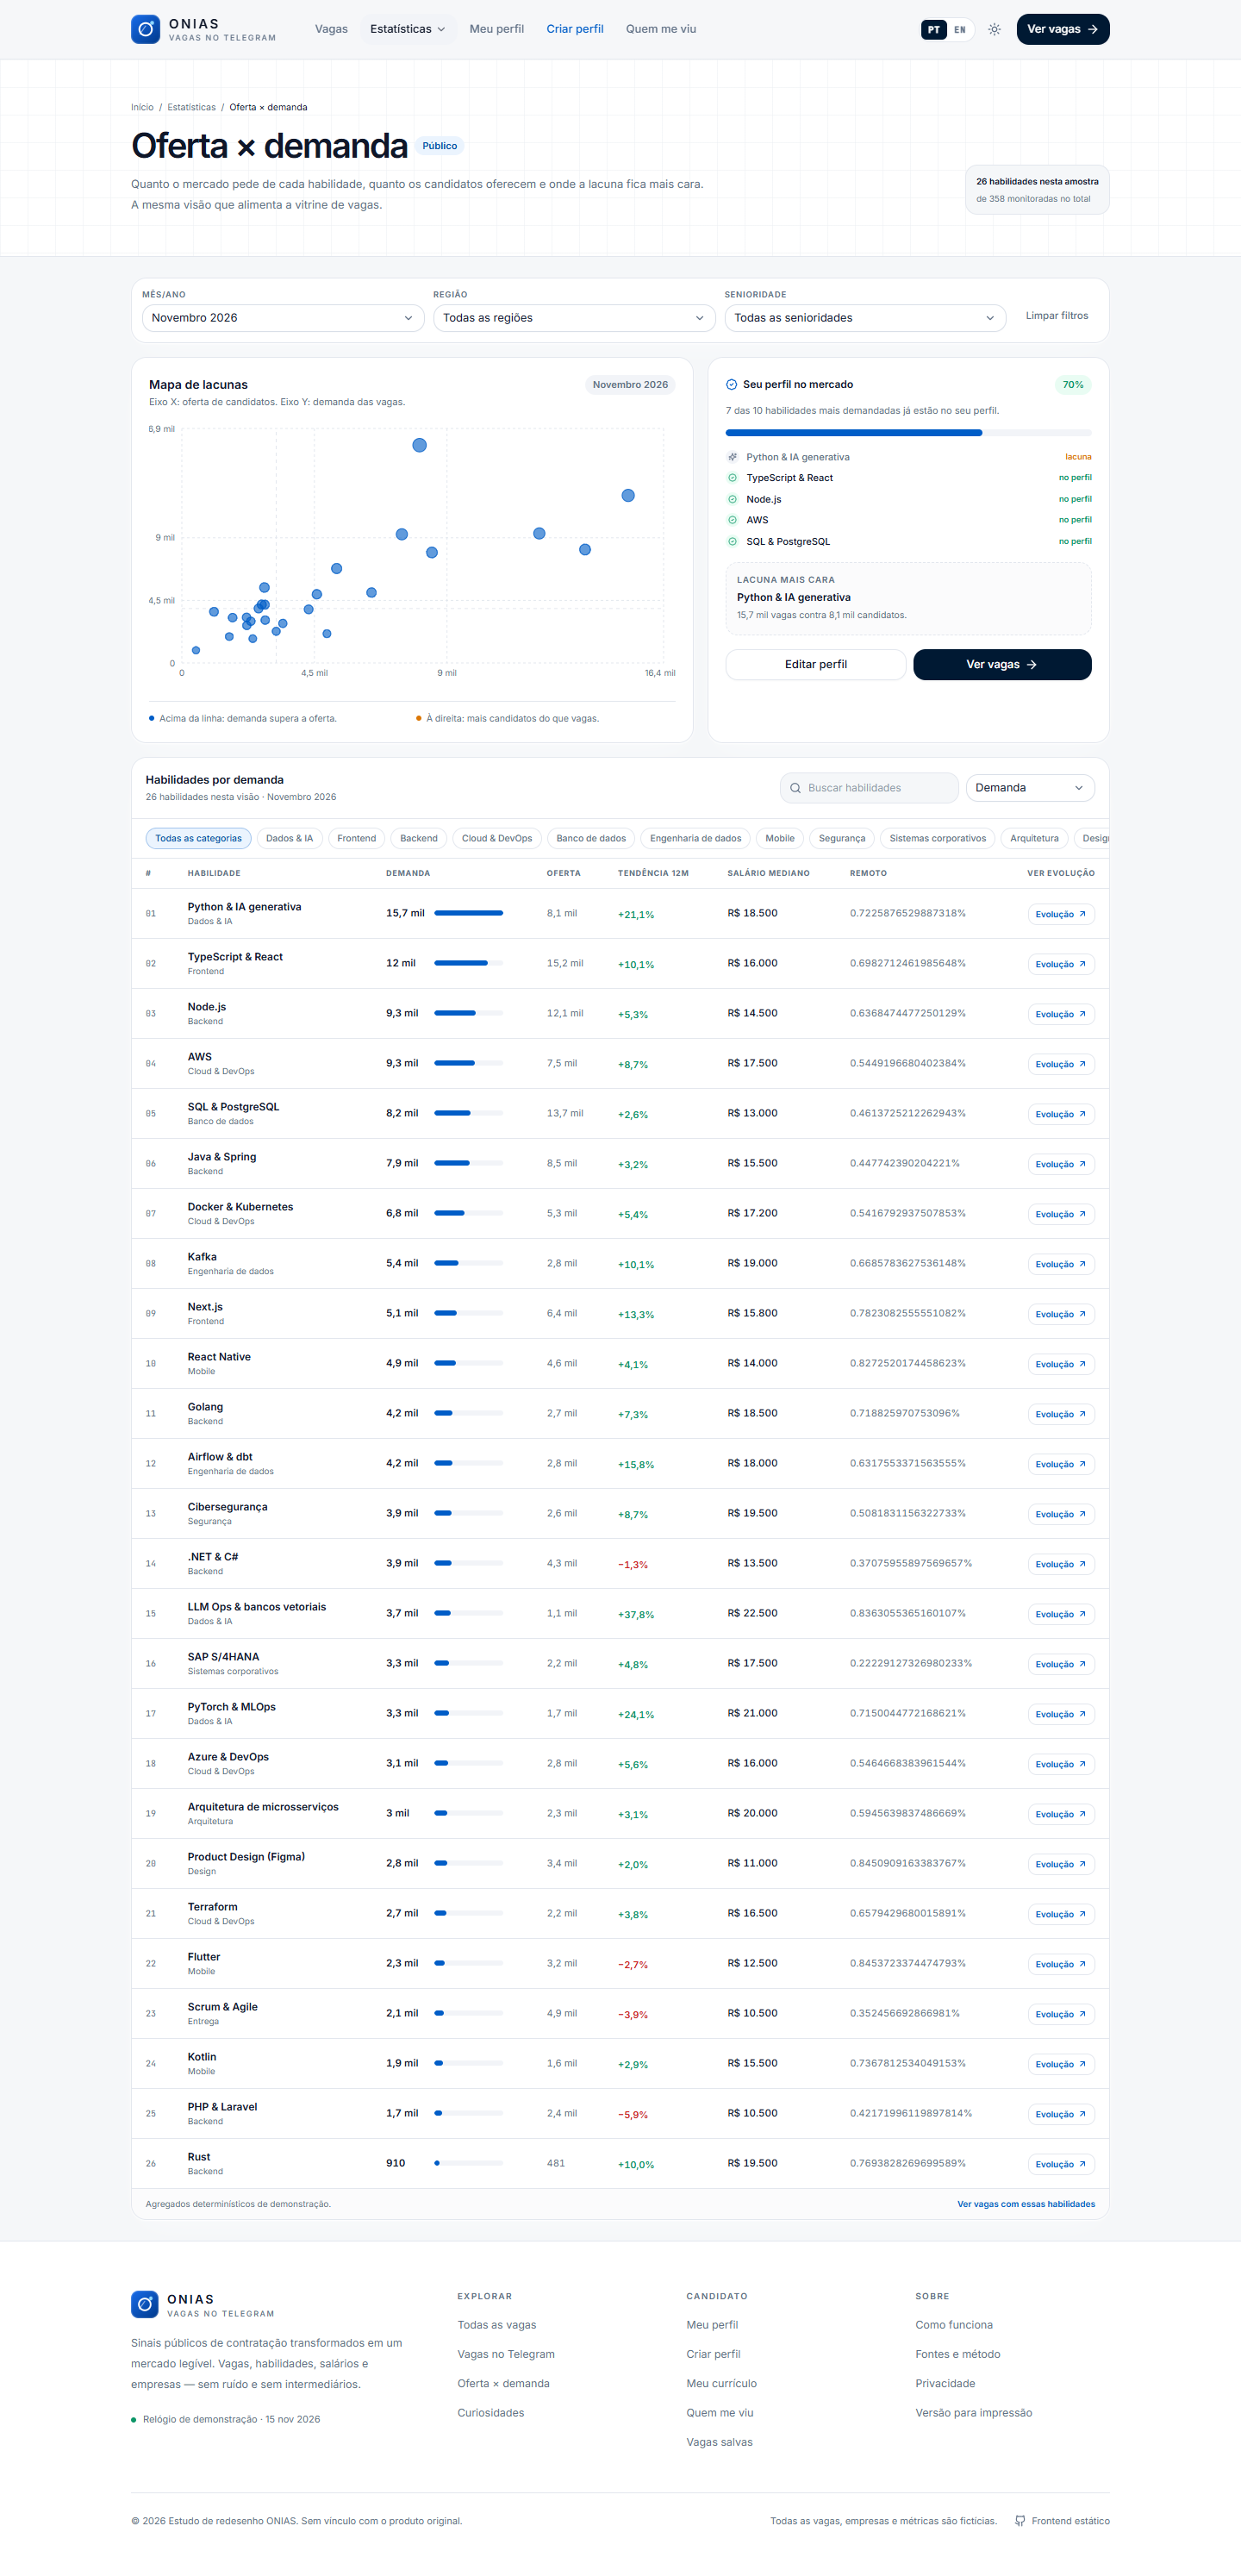 ONIAS
VAGAS NO TELEGRAM
Vagas
Estatísticas
Meu perfil
Criar perfil
Quem me viu
PT
EN
Ver vagas
Início / Estatísticas / Oferta × demanda
Oferta × demanda
Público
Quanto o mercado pede de cada habilidade, quanto os candidatos oferecem e onde a lacuna fica mais cara.
A mesma visão que alimenta a vitrine de vagas.
26 habilidades nesta amostra
de 358 monitoradas no total
MÊS/ANO
Novembro 2026
REGIÃO
Todas as regiões
SENIORIDADE
Todas as senioridades
Limpar filtros
Mapa de lacunas
Novembro 2026
Eixo X: oferta de candidatos. Eixo Y: demanda das vagas.
6,9 mil
9 mil
4,5 mil
0
0
4,5 mil
9 mil
16,4 mil
Acima da linha: demanda supera a oferta.
À direita: mais candidatos do que vagas.
Seu perfil no mercado
70%
7 das 10 habilidades mais demandadas já estão no seu perfil.
Python & IA generativa lacuna
TypeScript & React no perfil
Node.js no perfil
AWS no perfil
SQL & PostgreSQL no perfil
LACUNA MAIS CARA
Python & IA generativa
15,7 mil vagas contra 8,1 mil candidatos.
Editar perfil
Ver vagas
Habilidades por demanda
26 habilidades nesta visão · Novembro 2026
Buscar habilidades
Demanda
Todas as categorias Dados & IA Frontend Backend Cloud & DevOps Banco de dados Engenharia de dados Mobile Segurança Sistemas corporativos Arquitetura Design
# HABILIDADE DEMANDA OFERTA TENDÊNCIA 12M SALÁRIO MEDIANO REMOTO VER EVOLUÇÃO
01 Python & IA generativa 15,7 mil 8,1 mil +21,1% R$ 18.500 0.7225876529887318% Evolução
Dados & IA
02 TypeScript & React 12 mil 15,2 mil +10,1% R$ 16.000 0.6982712461985648% Evolução
Frontend
03 Node.js 9,3 mil 12,1 mil +5,3% R$ 14.500 0.6368474477250129% Evolução
Backend
04 AWS 9,3 mil 7,5 mil +8,7% R$ 17.500 0.5449196680402384% Evolução
Cloud & DevOps
05 SQL & PostgreSQL 8,2 mil 13,7 mil +2,6% R$ 13.000 0.4613725212262943% Evolução
Banco de dados
06 Java & Spring 7,9 mil 8,5 mil +3,2% R$ 15.500 0.447742390204221% Evolução
Backend
07 Docker & Kubernetes 6,8 mil 5,3 mil +5,4% R$ 17.200 0.5416792937507853% Evolução
Cloud & DevOps
08 Kafka 5,4 mil 2,8 mil +10,1% R$ 19.000 0.6685783627536148% Evolução
Engenharia de dados
09 Next.js 5,1 mil 6,4 mil +13,3% R$ 15.800 0.7823082555551082% Evolução
Frontend
10 React Native 4,9 mil 4,6 mil +4,1% R$ 14.000 0.8272520174458623% Evolução
Mobile
11 Golang 4,2 mil 2,7 mil +7,3% R$ 18.500 0.718825970753096% Evolução
Backend
12 Airflow & dbt 4,2 mil 2,8 mil +15,8% R$ 18.000 0.6317553371563555% Evolução
Engenharia de dados
13 Cibersegurança 3,9 mil 2,6 mil +8,7% R$ 19.500 0.5081831156322733% Evolução
Segurança
14 .NET & C# 3,9 mil 4,3 mil −1,3% R$ 13.500 0.37075955897569657% Evolução
Backend
15 LLM Ops & bancos vetoriais 3,7 mil 1,1 mil +37,8% R$ 22.500 0.8363055365160107% Evolução
Dados & IA
16 SAP S/4HANA 3,3 mil 2,2 mil +4,8% R$ 17.500 0.22229127326980233% Evolução
Sistemas corporativos
17 PyTorch & MLOps 3,3 mil 1,7 mil +24,1% R$ 21.000 0.7150044772168621% Evolução
Dados & IA
18 Azure & DevOps 3,1 mil 2,8 mil +5,6% R$ 16.000 0.5464668383961544% Evolução
Cloud & DevOps
19 Arquitetura de microsserviços 3 mil 2,3 mil +3,1% R$ 20.000 0.5945639837486669% Evolução
Arquitetura
20 Product Design (Figma) 2,8 mil 3,4 mil +2,0% R$ 11.000 0.8450909163383767% Evolução
Design
21 Terraform 2,7 mil 2,2 mil +3,8% R$ 16.500 0.6579429680015891% Evolução
Cloud & DevOps
22 Flutter 2,3 mil 3,2 mil −2,7% R$ 12.500 0.8453723374474793% Evolução
Mobile
23 Scrum & Agile 2,1 mil 4,9 mil −3,9% R$ 10.500 0.352456692866981% Evolução
Entrega
24 Kotlin 1,9 mil 1,6 mil +2,9% R$ 15.500 0.7367812534049153% Evolução
Mobile
25 PHP & Laravel 1,7 mil 2,4 mil −5,9% R$ 10.500 0.42171996119897814% Evolução
Backend
26 Rust 910 481 +10,0% R$ 19.500 0.7693828269699589% Evolução
Backend
Agregados determinísticos de demonstração.
Ver vagas com essas habilidades
ONIAS
VAGAS NO TELEGRAM
Sinais públicos de contratação transformados em um
mercado legível. Vagas, habilidades, salários e
empresas — sem ruído e sem intermediários.
Relógio de demonstração · 15 nov 2026
EXPLORAR
Todas as vagas
Vagas no Telegram
Oferta × demanda
Curiosidades
CANDIDATO
Meu perfil
Criar perfil
Meu currículo
Quem me viu
Vagas salvas
SOBRE
Como funciona
Fontes e método
Privacidade
Versão para impressão
© 2026 Estudo de redesenho ONIAS. Sem vínculo com o produto original.
Todas as vagas, empresas e métricas são fictícias.
Frontend estático